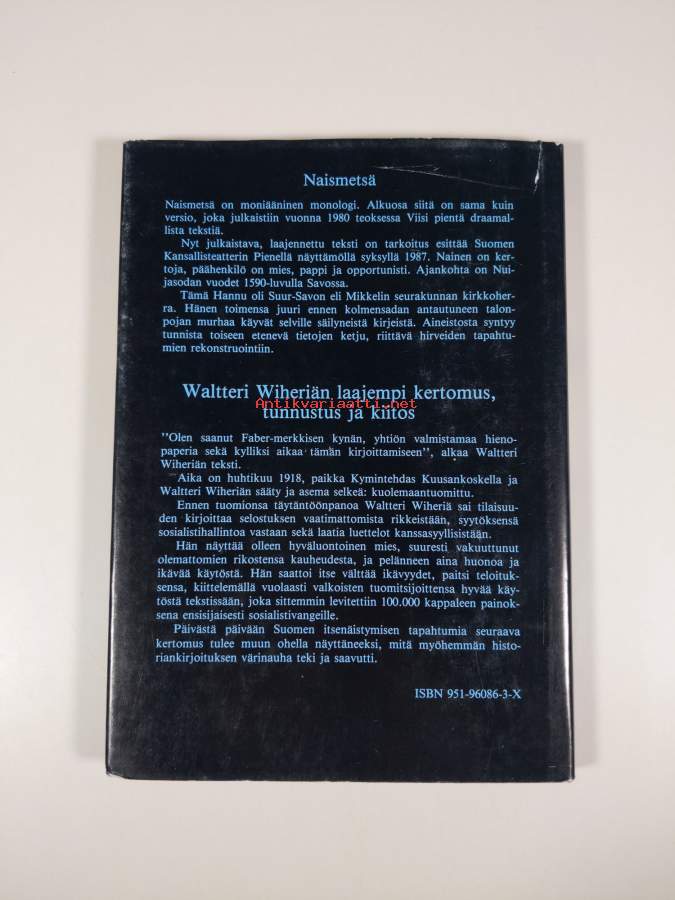 Naismetsä
Naismetsä on moniääninen monologi. Alkuosa siitä on sama kuin
versio, joka julkaistiin vuonna 1980 teoksessa Viisi pientä draamal-
lista tekstiä.
Nyt julkaistava, laajennettu teksti on tarkoitus esittää Suomen
Kansallisteatterin Pienellä näyttämöllä syksyllä 1987. Nainen on ker-
toja, päähenkilö on mies, pappi ja opportunisti. Ajankohta on Nui-
jasodan vuodet 1590-luvulla Savossa.
Tämä Hannu oli Suur-Savon eli Mikkelin seurakunnan kirkkoher-
ra. Hänen toimensa juuri ennen kolmensadan antautuneen talon-
pojan murhaa käyvät selville säilyneistä kirjeistä. Aineistosta syntyy
tunnista toiseen etenevä tietojen ketju, riittävä hirveiden tapahtu-
mien rekonstruointiin.
Waltteri Wiheriän laajempi kertomus,
Antikvariaatti.net
tunnustus ja kiitos
"Olen saanut Faber-merkkisen kynän, yhtiön valmistamaa hieno-
paperia sekä kylliksi aikaa tämän kirjoittamiseen", alkaa Waltteri
Wiheriän teksti.
Aika on huhtikuu 1918, paikka Kymintehdas Kuusankoskella ja
Waltteri Wiheriän sääty ja asema selkeä: kuolemaantuomittu.
Ennen tuomionsa täytäntöönpanoa Waltteri Wiheriä sai tilaisuu-
den kirjoittaa selostuksen vaatimattomista rikkeistään, syytöksensä
sosialistihallintoa vastaan sekä laatia luettelot kanssasyyllisistään.
Hän näyttää olleen hyväluontoinen mies, suuresti vakuuttunut
olemattomien rikostensa kauheudesta, ja pelänneen aina huonoa ja
ikävää käytöstä. Hän saattoi itse välttää ikävyydet, paitsi teloituk-
sensa, kiittelemällä vuolaasti valkoisten tuomitsijoittensa hyvää käy-
töstä tekstissään, joka sittemmin levitettiin 100.000 kappaleen painok-
sena ensisijaisesti sosialistivangeille.
Päivästä päivään Suomen itsenäistymisen tapahtumia seuraava
kertomus tulee muun ohella näyttäneeksi, mitä myöhemmän histo-
riankirjoituksen värinauha teki ja saavutti.
ISBN 951-96086-3-X